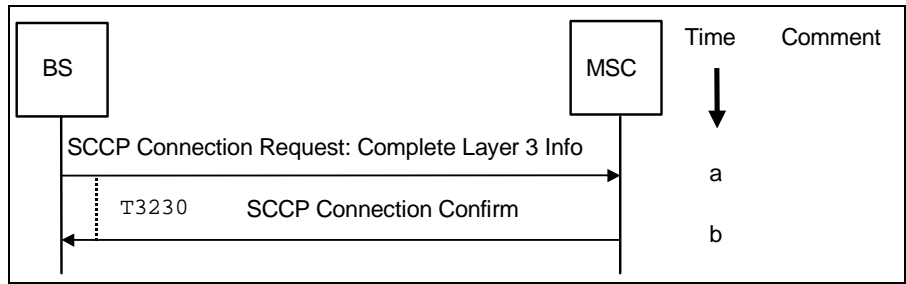 Time Comment
BS MSC
SCCP Connection Request: Complete Layer 3 Info
a
T3230 SCCP Connection Confirm
b